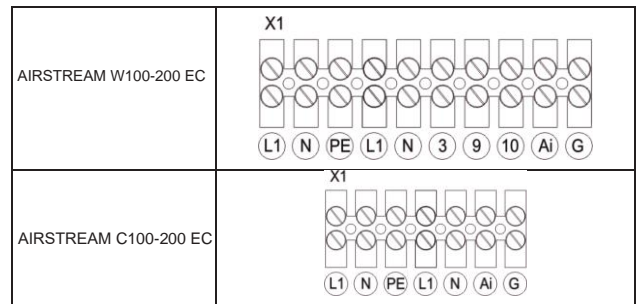 X1
AIRSTREAM W100-200 EC
L1 N PE L1 N 3 9 10 Ai G
X1
AIRSTREAM C100-200 EC
L1 N PE L1 N Ai G